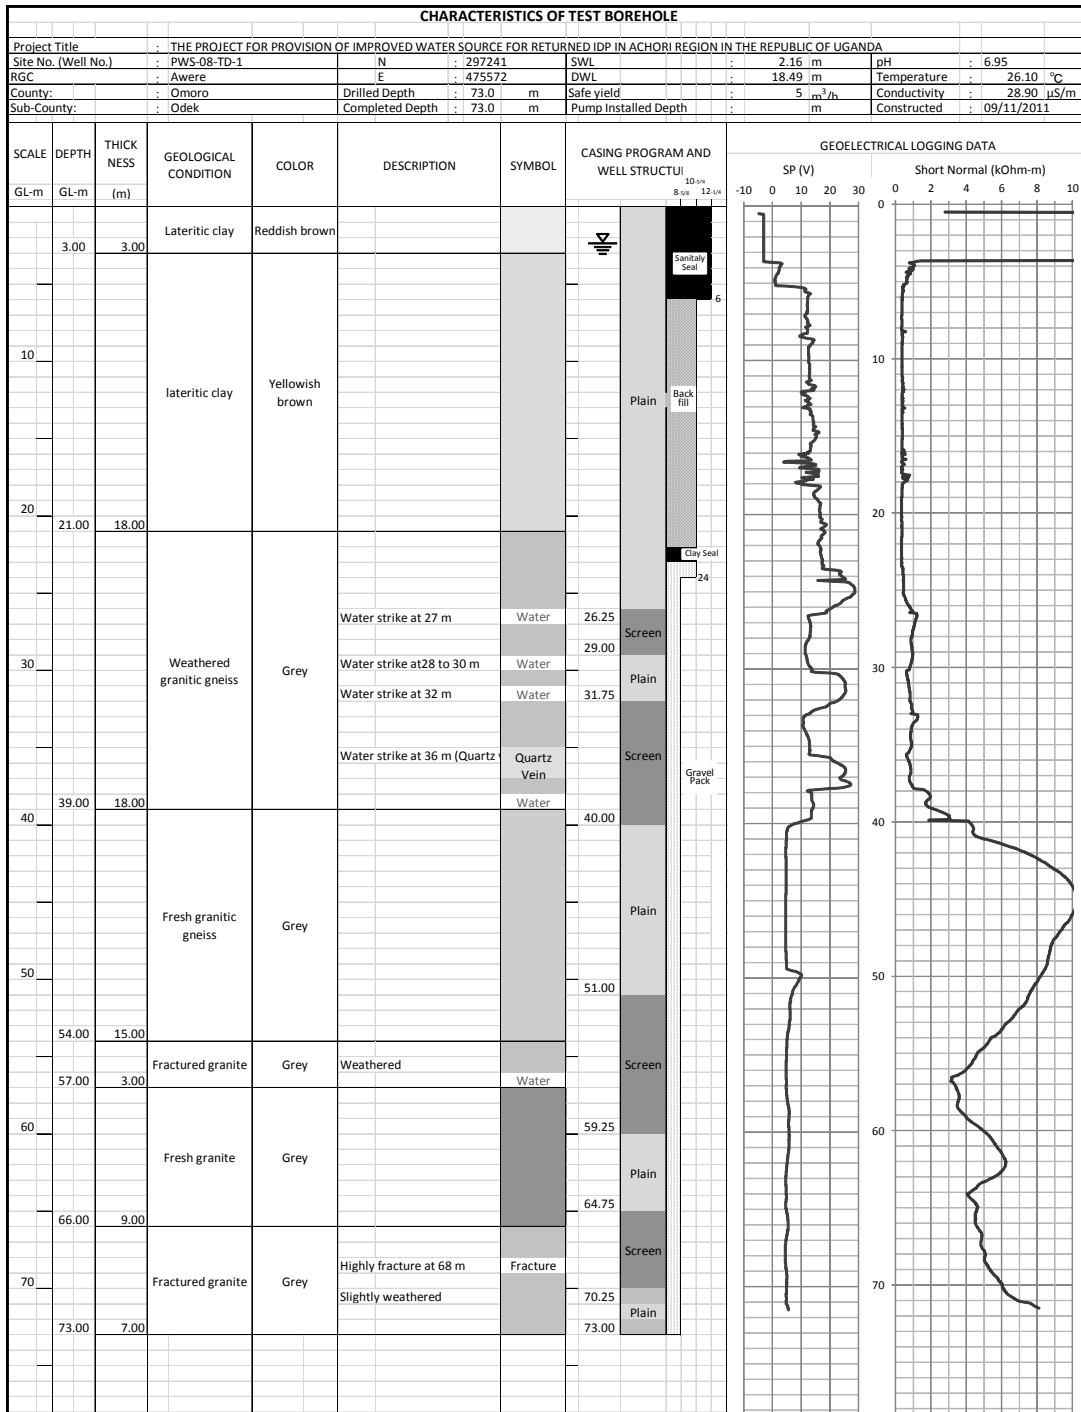 CHARACTERISTICS OF TEST BOREHOLE
Project Title : THE PROJECT FOR PROVISION OF IMPROVED WATER SOURCE FOR RETURNED IDP IN ACHORI REGION IN THE REPUBLIC OF UGANDA
Site No. (Well No.) : PWS-08-TD-1 N : 297241 SWL : 2.16 m pH : 6.95
RGC : Awere E : 475572 DWL : 18.49 m Temperature : 26.10 ℃
County: : Omoro Drilled Depth : 73.0 m Safe yield : 5 m³/h Conductivity : 28.90 µS/m
Sub-County: : Odek Completed Depth : 73.0 m Pump Installed Depth : m Constructed : 09/11/2011
SCALE DEPTH THICK NESS GEOLOGICAL CONDITION COLOR DESCRIPTION SYMBOL CASING PROGRAM AND WELL STRUCTU GEOELECTRICAL LOGGING DATA
GL-m GL-m (m) 8-5/8 10-5/8 12-1/4 SP (V) Short Normal (kOhm-m)
-10 0 10 20 30 0 2 4 6 8 10
0
Lateritic clay Reddish brown
3.00 3.00
Sanitaly Seal
6
10 10
lateritic clay Yellowish brown Plain Back fill
20 20
21.00 18.00
Clay Seal
24
Water strike at 27 m Water 26.25
Screen
29.00
Water strike at28 to 30 m Water
30 Weathered granitic gneiss Grey Plain 30
Water strike at 32 m Water 31.75
Water strike at 36 m (Quartz v Quartz Vein Screen
Gravel Pack
39.00 18.00 Water
40 40.00 40
Fresh granitic gneiss Grey Plain
50 51.00 50
54.00 15.00
Fractured granite Grey Weathered Screen
57.00 3.00 Water
60 59.25 60
Fresh granite Grey Plain
64.75
66.00 9.00
Screen
Highly fracture at 68 m Fracture
70 Fractured granite Grey 70
Slightly weathered 70.25
Plain
73.00 7.00 73.00